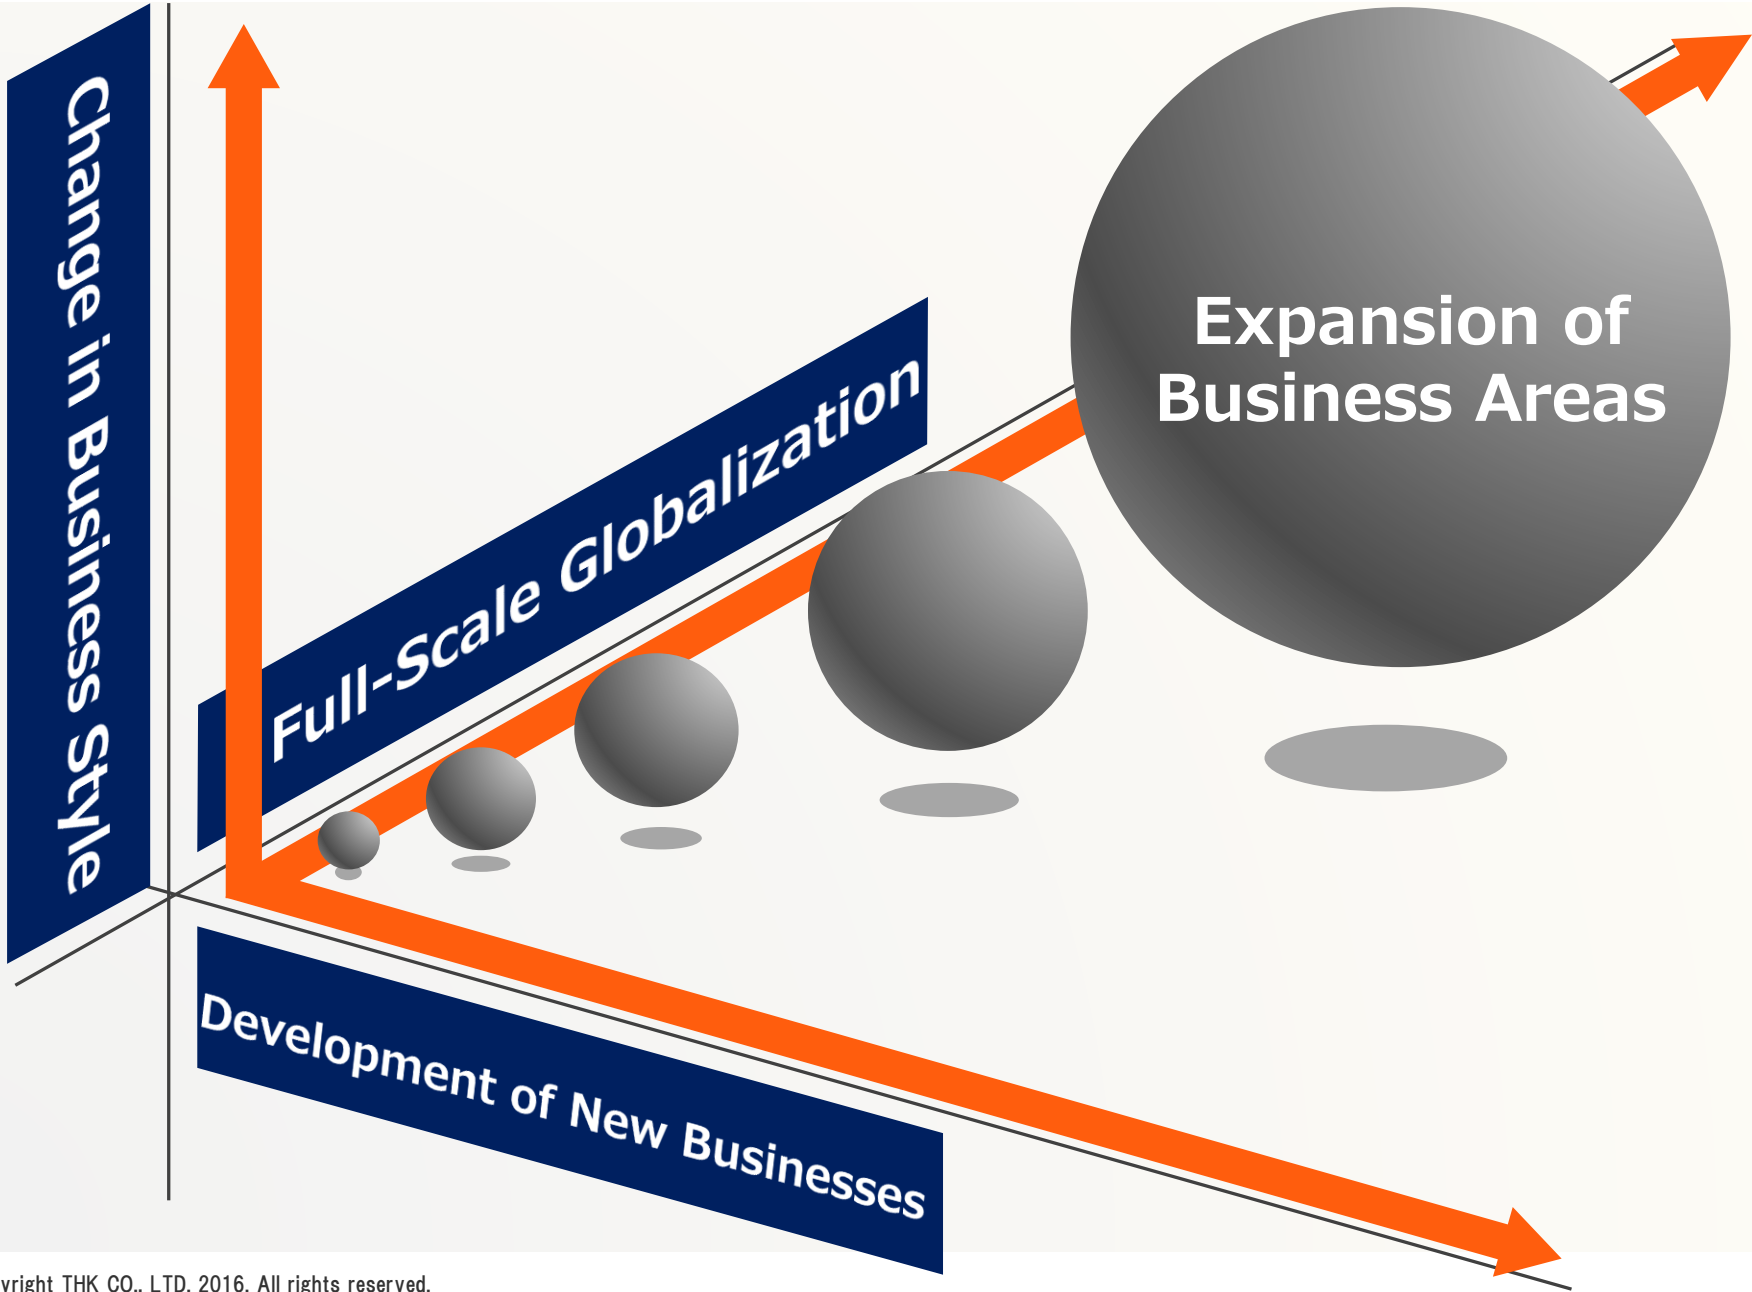 Change in Business Style
Full-Scale Globalization
Expansion of
Business Areas
Development of New Businesses
vright THK CO., LTD. 2016. All rights reserved.